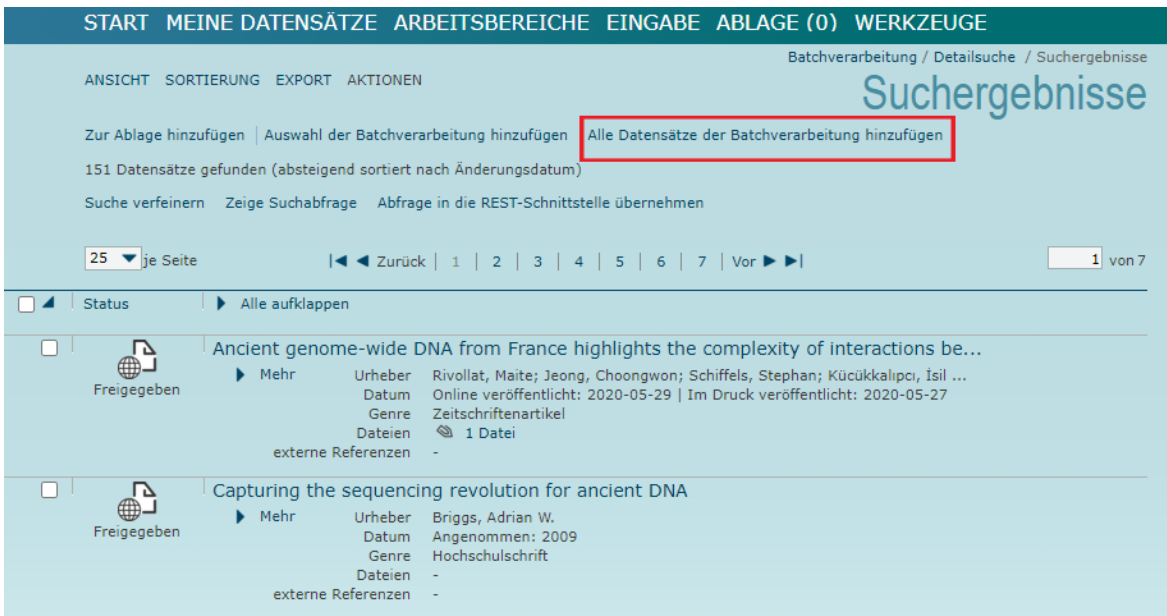 START MEINE DATENSÄTZE ARBEITSBEREICHE EINGABE ABLAGE (0) WERKZEUGE
Batchverarbeitung / Detailsuche / Suchergebnisse
ANSICHT SORTIERUNG EXPORT AKTIONEN
Suchergebnisse
Zur Ablage hinzufügen | Auswahl der Batchverarbeitung hinzufügen | Alle Datensätze der Batchverarbeitung hinzufügen
151 Datensätze gefunden (absteigend sortiert nach Änderungsdatum)
Suche verfeinern Zeige Suchabfrage Abfrage in die REST-Schnittstelle übernehmen
25 je Seite Zurück | 1 | 2 | 3 | 4 | 5 | 6 | 7 | Vor 1 von 7
Status Alle aufklappen
Ancient genome-wide DNA from France highlights the complexity of interactions be...
Mehr Urheber Rivollat, Maite; Jeong, Choongwon; Schiffels, Stephan; Kücükkalıpcı, İsil ...
Freigegeben Datum Online veröffentlicht: 2020-05-29 | Im Druck veröffentlicht: 2020-05-27
Genre Zeitschriftenartikel
Dateien 1 Datei
externe Referenzen -
Capturing the sequencing revolution for ancient DNA
Mehr Urheber Briggs, Adrian W.
Freigegeben Datum Angenommen: 2009
Genre Hochschulschrift
Dateien -
externe Referenzen -